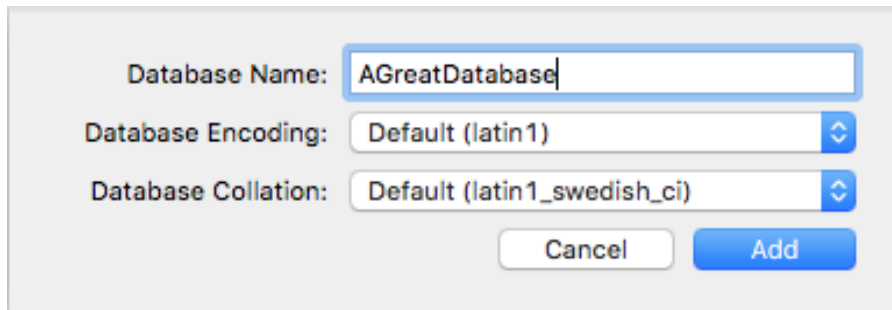 Database Name: AGreatDatabase
Database Encoding: Default (latin1)
Database Collation: Default (latin1_swedish_ci)
Cancel Add